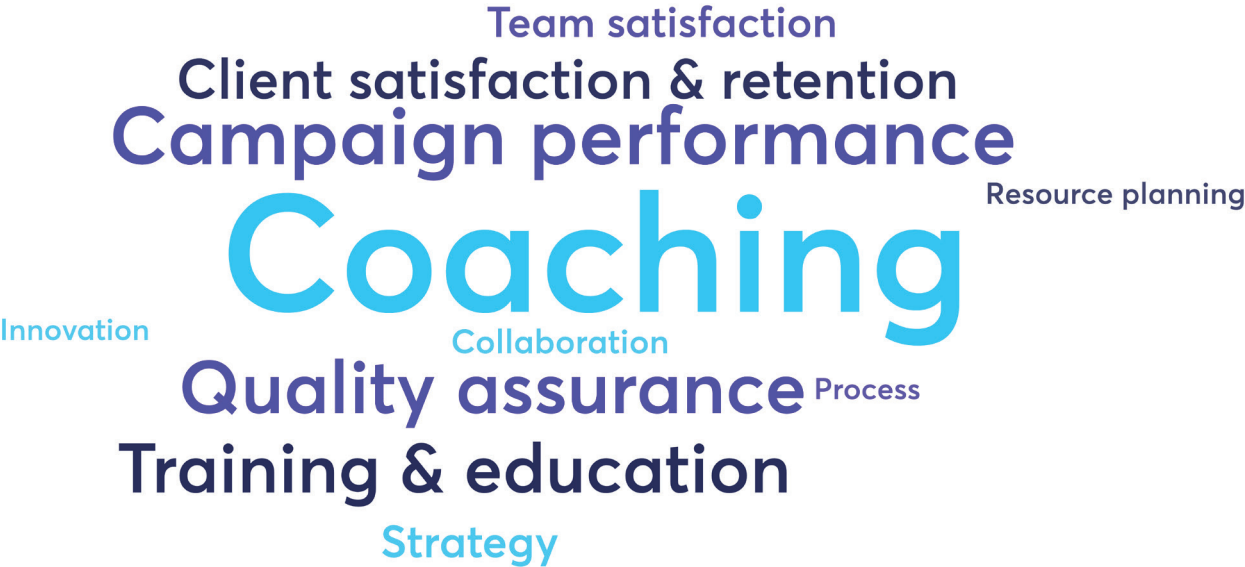 Team satisfaction
Client satisfaction & retention
Campaign performance
Resource planning
Coaching
Innovation
Collaboration
Quality assurance
Process
Training & education
Strategy